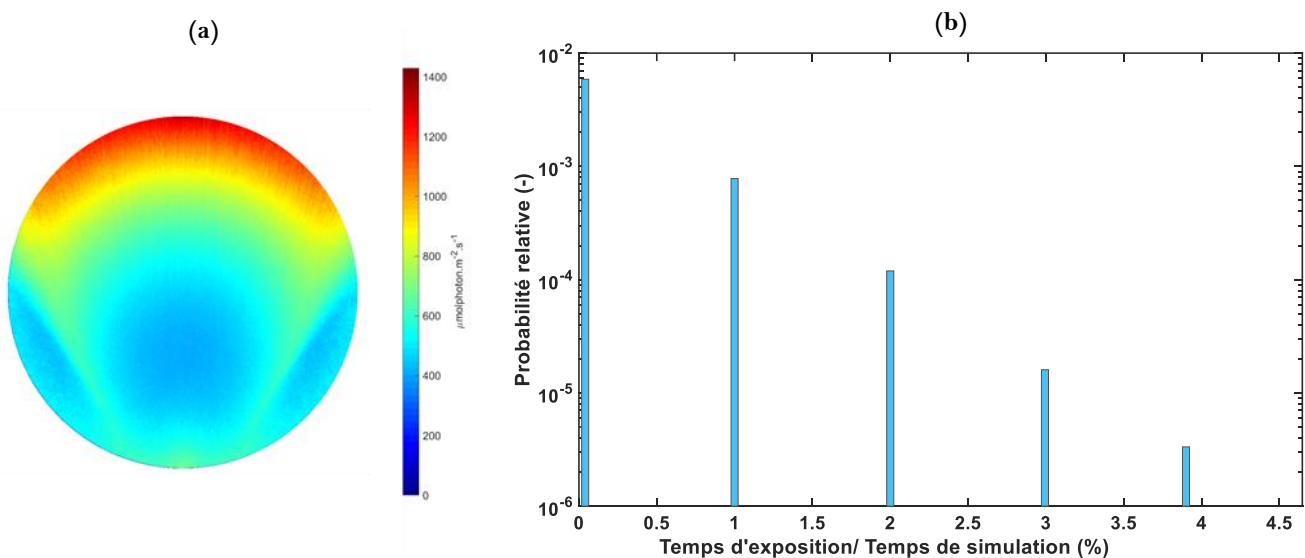 (a)
1400
1200
1000
800
600
400
200
0
μmolphoton.m-2.s-1
(b)
Probabilité relative (-)
10-2
10-3
10-4
10-5
10-6
0 0.5 1 1.5 2 2.5 3 3.5 4 4.5
Temps d'exposition/ Temps de simulation (%)